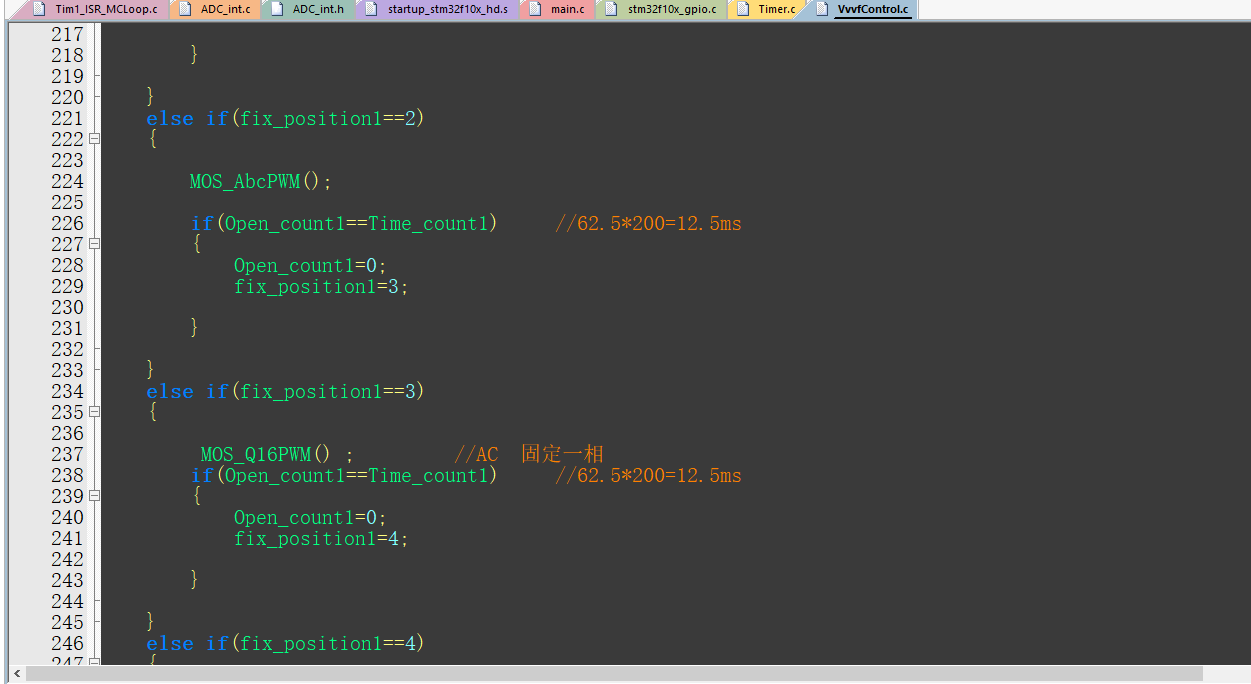 Tim1_ISR_MCLoop.c ADC_int.c ADC_int.h startup_stm32f10x_hd.s main.c stm32f10x_gpio.c Timer.c VvvfControl.c
217
218 }
219
220 }
221 else if(fix_position1==2)
222 {
223
224 MOS_AbcPWM();
225
226 if(Open_count1==Time_count1) //62.5*200=12.5ms
227 {
228 Open_count1=0;
229 fix_position1=3;
230
231 }
232
233 }
234 else if(fix_position1==3)
235 {
236
237 MOS_Q16PWM() ; //AC 固定一相
238 if(Open_count1==Time_count1) //62.5*200=12.5ms
239 {
240 Open_count1=0;
241 fix_position1=4;
242
243 }
244
245 }
246 else if(fix_position1==4)
247 {